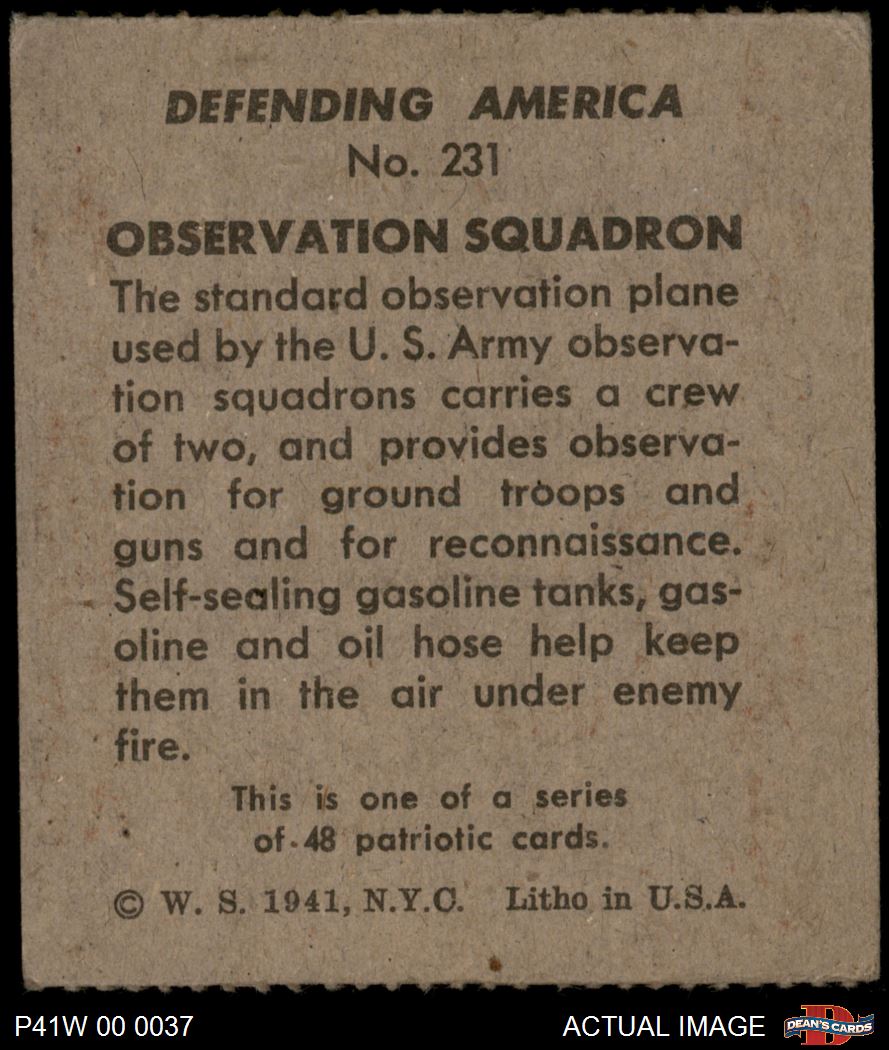 DEFENDING AMERICA
No. 231
OBSERVATION SQUADRON
The standard observation plane
used by the U. S. Army observa-
tion squadrons carries a crew
of two, and provides observa-
tion for ground troops and
guns and for reconnaissance.
Self-sealing gasoline tanks, gas-
oline and oil hose help keep
them in the air under enemy
fire.
This is one of a series
of 48 patriotic cards.
© W. S. 1941, N.Y.C. Litho in U.S.A.
P41W 00 0037 ACTUAL IMAGE D DEAN'S CARDS